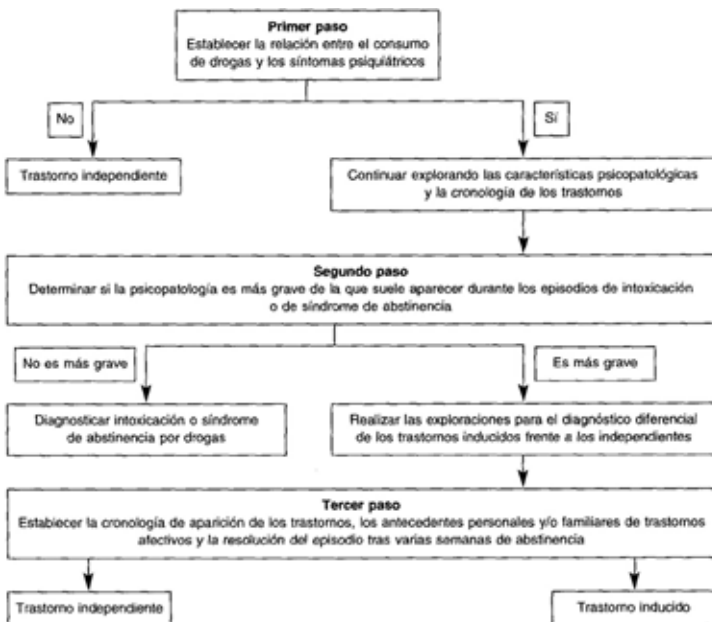 Primer paso
Establecer la relación entre el consumo
de drogas y los síntomas psiquiátricos
No
Sí
Trastorno independiente
Continuar explorando las características psicopatológicas
y la cronología de los trastornos
Segundo paso
Determinar si la psicopatología es más grave de la que suele aparecer durante los episodios de intoxicación
o de síndrome de abstinencia
No es más grave
Es más grave
Diagnosticar intoxicación o síndrome
de abstinencia por drogas
Realizar las exploraciones para el diagnóstico diferencial
de los trastornos inducidos frente a los independientes
Tercer paso
Establecer la cronología de aparición de los trastornos, los antecedentes personales y/o familiares de trastornos
afectivos y la resolución del episodio tras varias semanas de abstinencia
Trastorno independiente
Trastorno inducido